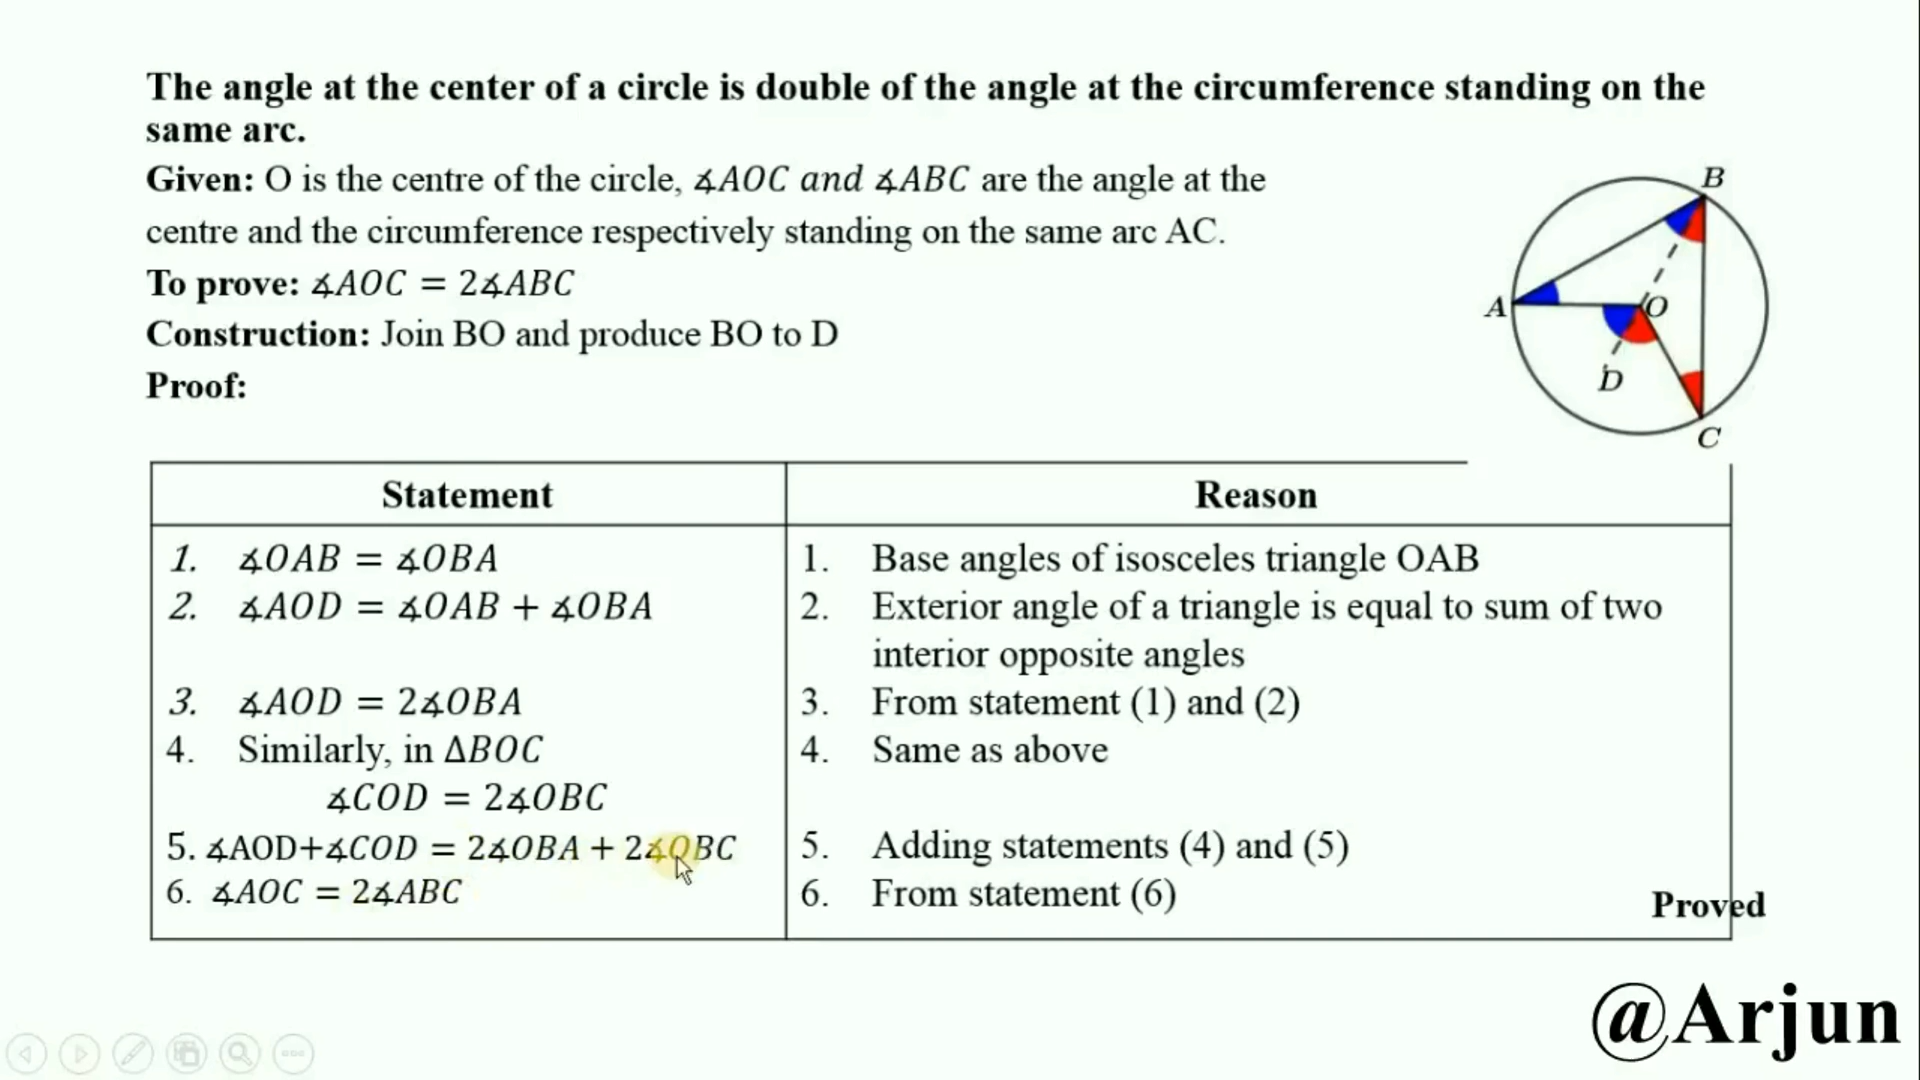 The angle at the center of a circle is double of the angle at the circumference standing on the
same arc.
Given: O is the centre of the circle, ∡AOC and ∡ABC are the angle at the
centre and the circumference respectively standing on the same arc AC.
To prove: ∡AOC = 2∡ABC
Construction: Join BO and produce BO to D
Proof:
B
A
O
D
C
Statement
Reason
1. ∡OAB = ∡OBA
1. Base angles of isosceles triangle OAB
2. ∡AOD = ∡OAB + ∡OBA
2. Exterior angle of a triangle is equal to sum of two
interior opposite angles
3. ∡AOD = 2∡OBA
3. From statement (1) and (2)
4. Similarly, in ΔBOC
4. Same as above
∡COD = 2∡OBC
5. ∡AOD+∡COD = 2∡OBA + 2∡OBC
5. Adding statements (4) and (5)
6. ∡AOC = 2∡ABC
6. From statement (6)
Proved
@Arjun